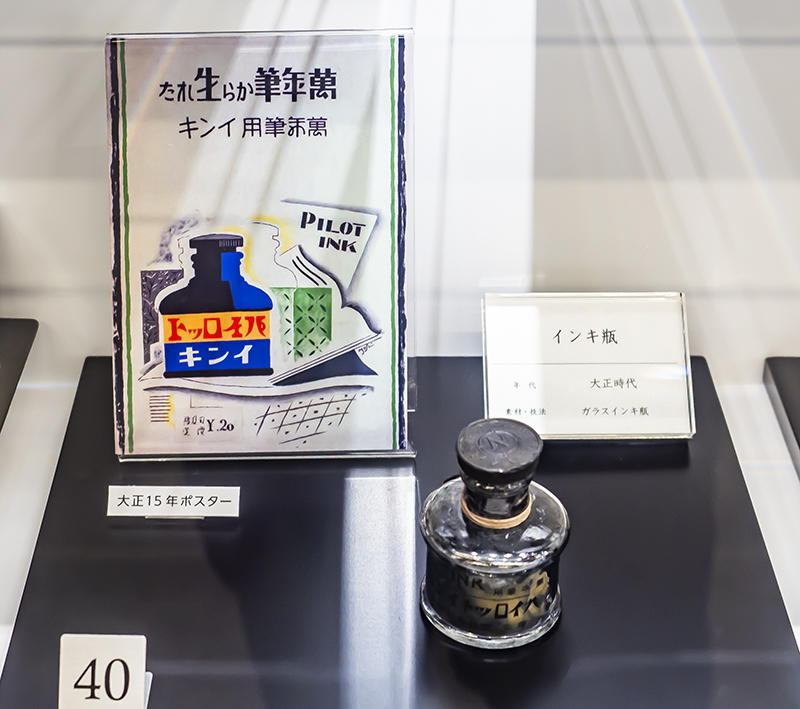 萬年筆から生れた
萬年筆用インキ
PILOT
INK
パイロット
インキ
¥.20
大正15年ポスター
インキ瓶
年 代 大正時代
素材・技法 ガラスインキ瓶
INK
パイロット
40